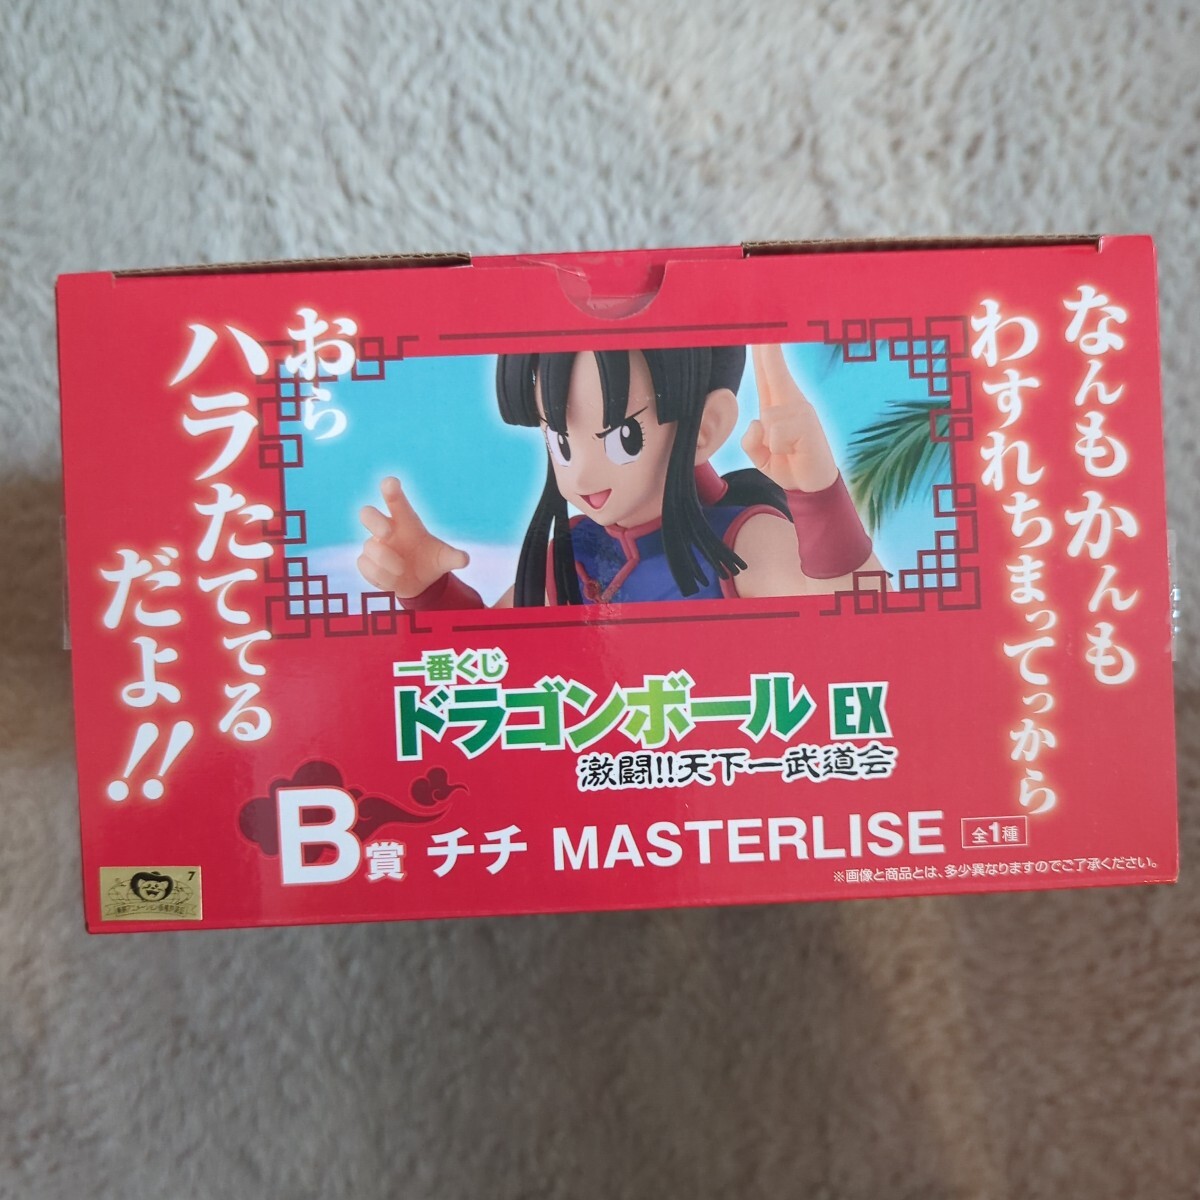 なんもかんも
わすれちまってっから
おら
ハラたててる
だよ!!
一番くじ
ドラゴンボール EX
激闘!!天下一武道会
B賞 チチ MASTERLISE 全1種
※画像と商品とは、多少異なりますのでご了承ください。
7